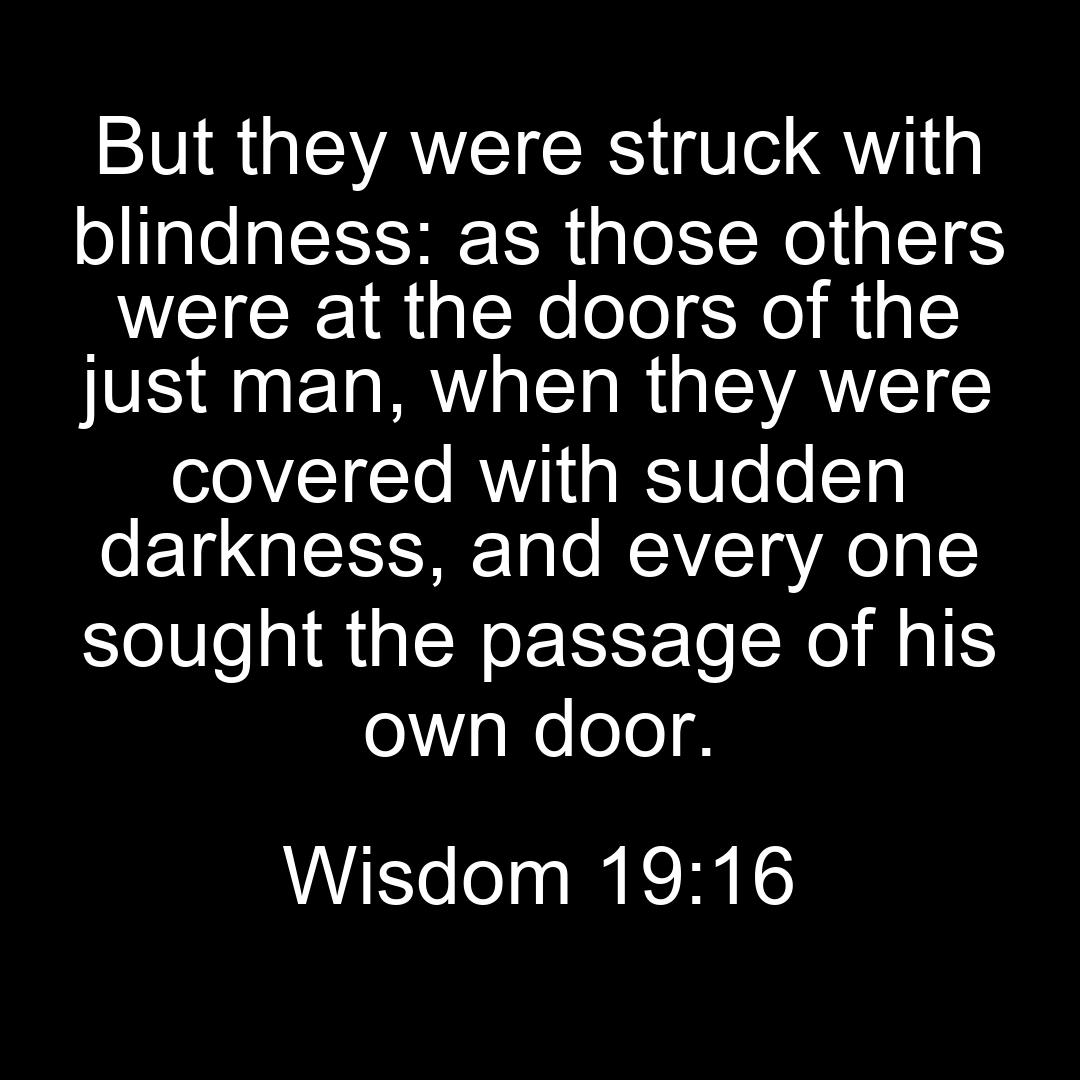 But they were struck with
blindness: as those others
were at the doors of the
just man, when they were
covered with sudden
darkness, and every one
sought the passage of his
own door.
Wisdom 19:16